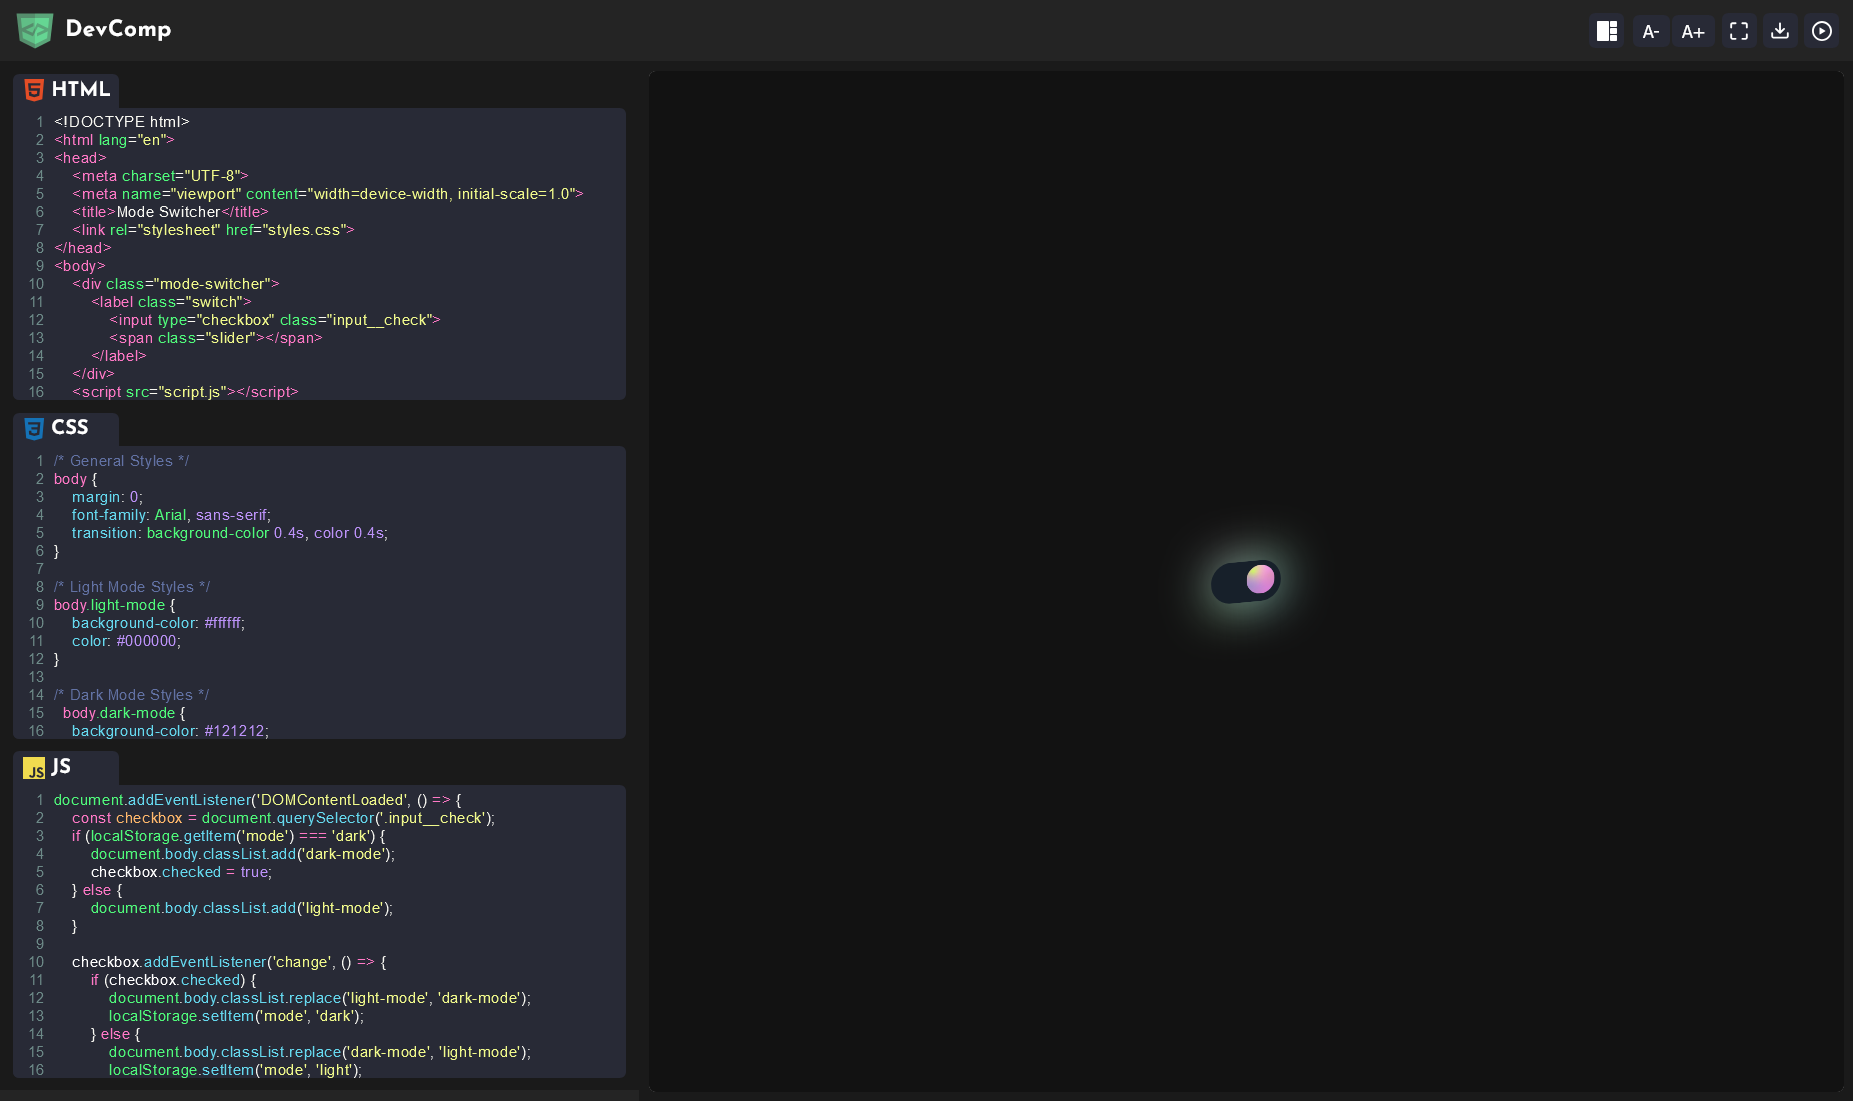 DevComp
A-
A+
HTML
1 <!DOCTYPE html>
2 <html lang="en">
3 <head>
4 <meta charset="UTF-8">
5 <meta name="viewport" content="width=device-width, initial-scale=1.0">
6 <title>Mode Switcher</title>
7 <link rel="stylesheet" href="styles.css">
8 </head>
9 <body>
10 <div class="mode-switcher">
11 <label class="switch">
12 <input type="checkbox" class="input__check">
13 <span class="slider"></span>
14 </label>
15 </div>
16 <script src="script.js"></script>
CSS
1 /* General Styles */
2 body {
3 margin: 0;
4 font-family: Arial, sans-serif;
5 transition: background-color 0.4s, color 0.4s;
6 }
7
8 /* Light Mode Styles */
9 body.light-mode {
10 background-color: #ffffff;
11 color: #000000;
12 }
13
14 /* Dark Mode Styles */
15 body.dark-mode {
16 background-color: #121212;
JS
JS
1 document.addEventListener('DOMContentLoaded', () => {
2 const checkbox = document.querySelector('.input__check');
3 if (localStorage.getItem('mode') === 'dark') {
4 document.body.classList.add('dark-mode');
5 checkbox.checked = true;
6 } else {
7 document.body.classList.add('light-mode');
8 }
9
10 checkbox.addEventListener('change', () => {
11 if (checkbox.checked) {
12 document.body.classList.replace('light-mode', 'dark-mode');
13 localStorage.setItem('mode', 'dark');
14 } else {
15 document.body.classList.replace('dark-mode', 'light-mode');
16 localStorage.setItem('mode', 'light');